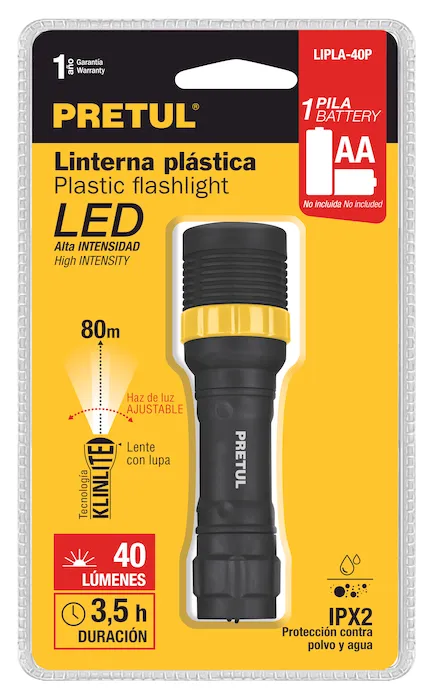 1 año Garantía
Warranty
LIPLA-40P
PRETUL®
1 PILA
BATTERY
AA
No incluida No included
Linterna plástica
Plastic flashlight
LED
Alta INTENSIDAD
High INTENSITY
80m
Haz de luz
AJUSTABLE
Lente
con lupa
Tecnología
KLINLITE
PRETUL
40
LÚMENES
3,5 h
DURACIÓN
IPX2
Protección contra
polvo y agua